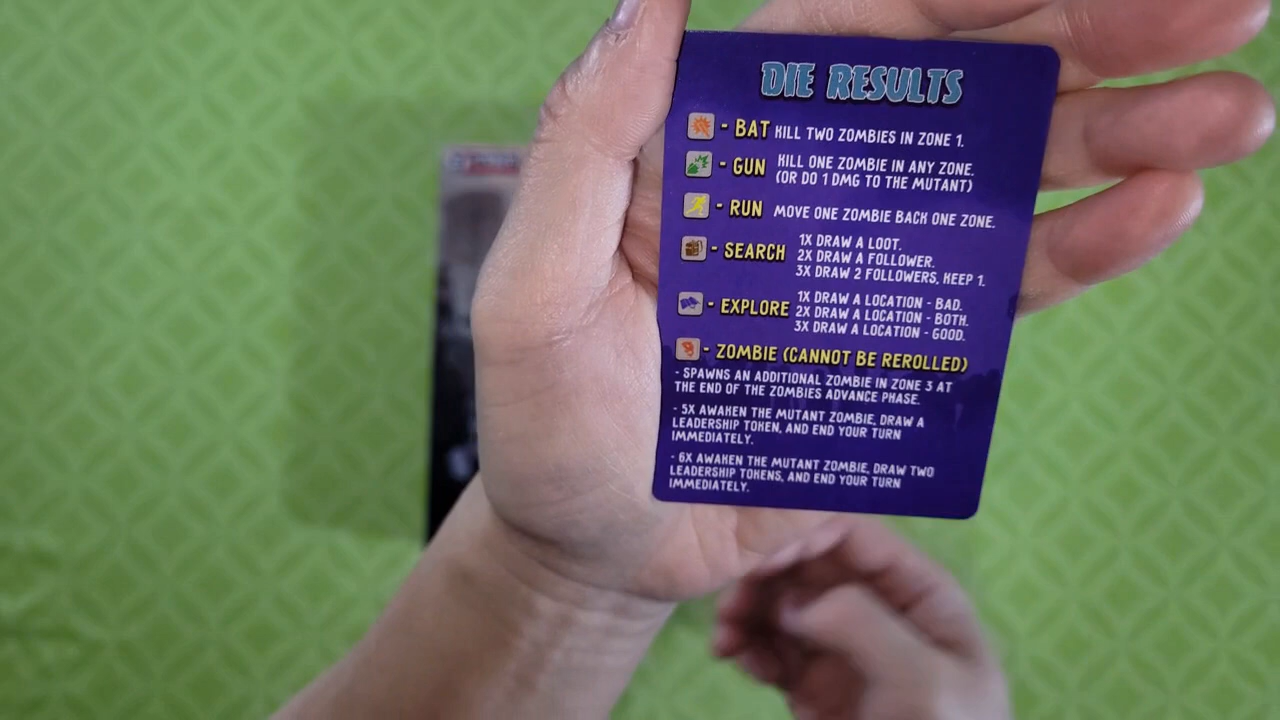 DIE RESULTS
- BAT KILL TWO ZOMBIES IN ZONE 1.
- GUN KILL ONE ZOMBIE IN ANY ZONE.
(OR DO 1 DMG TO THE MUTANT)
- RUN MOVE ONE ZOMBIE BACK ONE ZONE.
- SEARCH 1X DRAW A LOOT.
2X DRAW A FOLLOWER.
3X DRAW 2 FOLLOWERS, KEEP 1.
- EXPLORE 1X DRAW A LOCATION - BAD.
2X DRAW A LOCATION - BOTH.
3X DRAW A LOCATION - GOOD.
- ZOMBIE (CANNOT BE REROLLED)
- SPAWNS AN ADDITIONAL ZOMBIE IN ZONE 3 AT
THE END OF THE ZOMBIES ADVANCE PHASE.
- 5X AWAKEN THE MUTANT ZOMBIE, DRAW A
LEADERSHIP TOKEN, AND END YOUR TURN
IMMEDIATELY.
- 6X AWAKEN THE MUTANT ZOMBIE, DRAW TWO
LEADERSHIP TOKENS, AND END YOUR TURN
IMMEDIATELY.